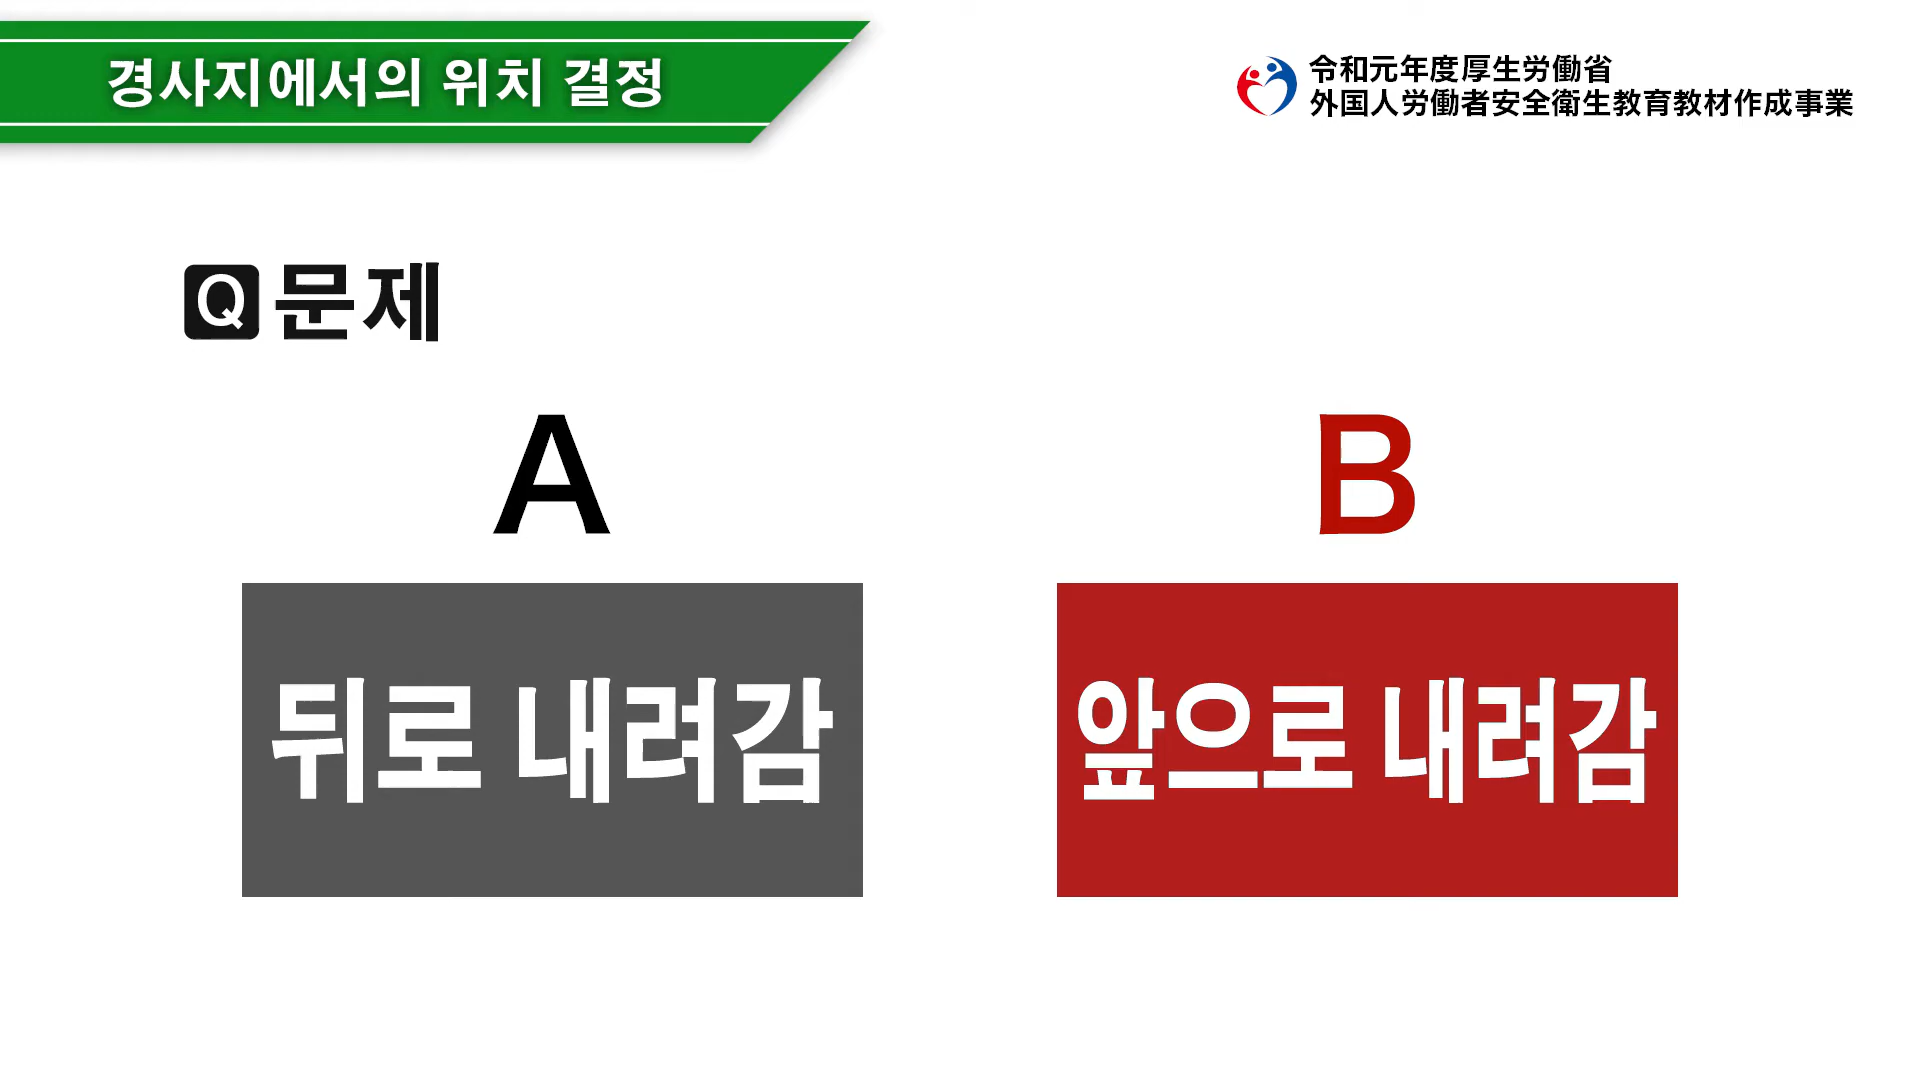 경사지에서의 위치 결정
令和元年度厚生労働省
外国人労働者安全衛生教育教材作成事業
Q 문제
A
B
뒤로 내려감
앞으로 내려감